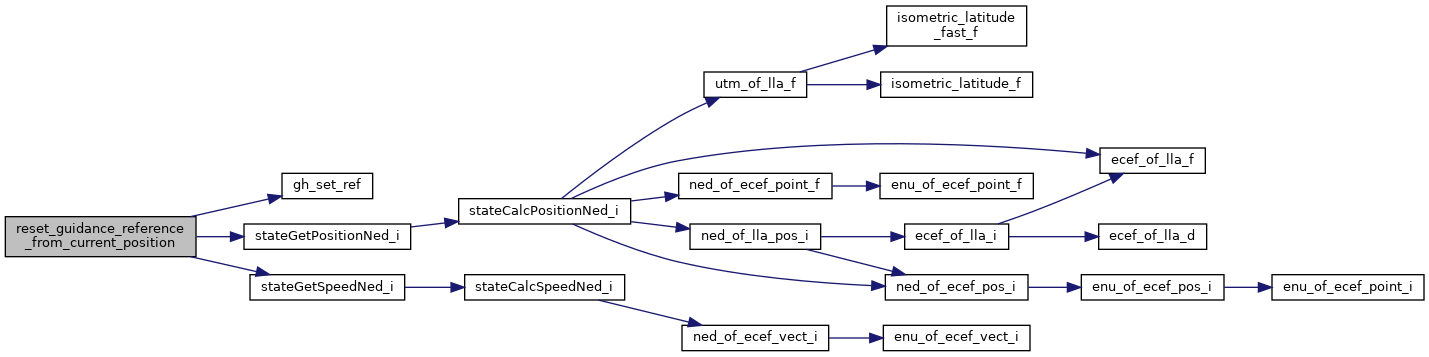 reset_guidance_reference
_from_current_position
gh_set_ref
stateGetPositionNed_i
stateGetSpeedNed_i
stateCalcPositionNed_i
stateCalcSpeedNed_i
utm_of_lla_f
ned_of_ecef_point_f
ned_of_lla_pos_i
ned_of_ecef_vect_i
isometric_latitude
_fast_f
isometric_latitude_f
enu_of_ecef_point_f
ecef_of_lla_i
ned_of_ecef_pos_i
enu_of_ecef_vect_i
ecef_of_lla_f
ecef_of_lla_d
enu_of_ecef_pos_i
enu_of_ecef_point_i